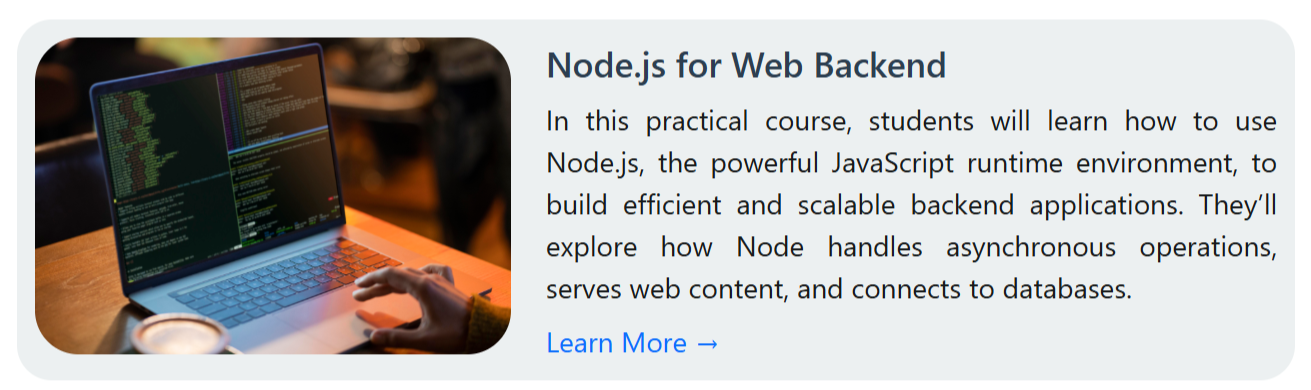 Node.js for Web Backend
In this practical course, students will learn how to use
Node.js, the powerful JavaScript runtime environment, to
build efficient and scalable backend applications. They’ll
explore how Node handles asynchronous operations,
serves web content, and connects to databases.
Learn More →